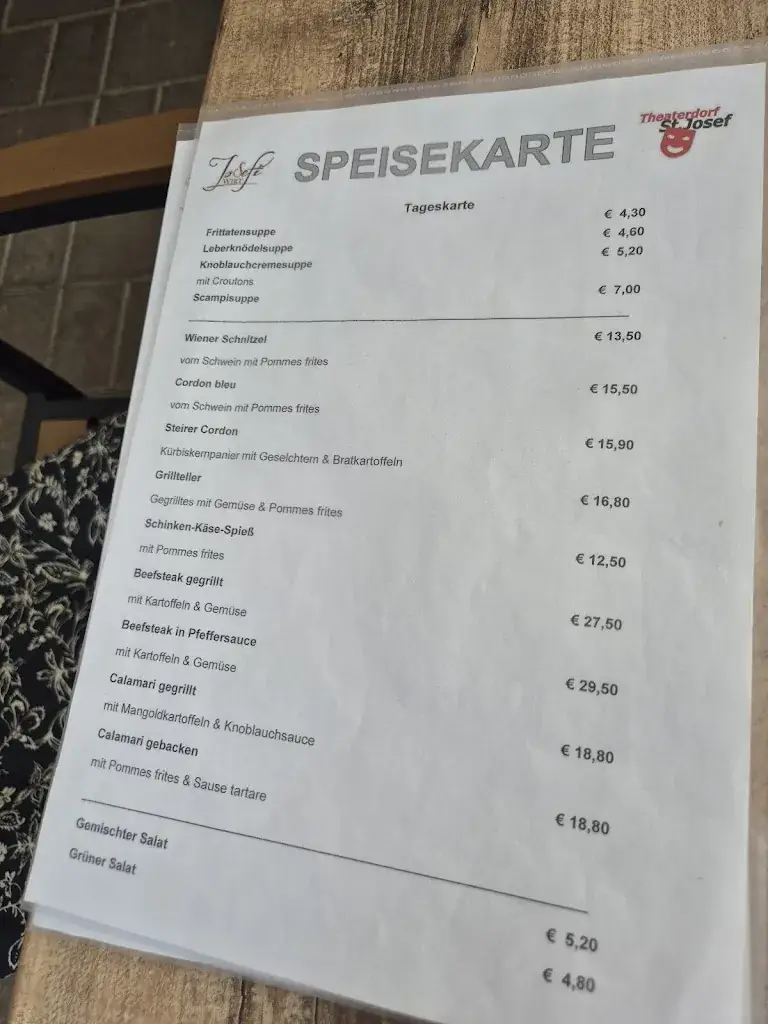 Josefi
WIRT
SPEISEKARTE
Theaterdorf
St.Josef
Tageskarte
Frittatensuppe € 4,30
Leberknödelsuppe € 4,60
Knoblauchcremesuppe € 5,20
mit Croutons
Scampisuppe € 7,00
Wiener Schnitzel € 13,50
vom Schwein mit Pommes frites
Cordon bleu € 15,50
vom Schwein mit Pommes frites
Steirer Cordon € 15,90
Kürbiskernpanier mit Geselchtem & Bratkartoffeln
Grillteller € 16,80
Gegrilltes mit Gemüse & Pommes frites
Schinken-Käse-Spieß € 12,50
mit Pommes frites
Beefsteak gegrillt € 27,50
mit Kartoffeln & Gemüse
Beefsteak in Pfeffersauce € 29,50
mit Kartoffeln & Gemüse
Calamari gegrillt € 18,80
mit Mangoldkartoffeln & Knoblauchsauce
Calamari gebacken € 18,80
mit Pommes frites & Sause tartare
Gemischter Salat € 5,20
Grüner Salat € 4,80